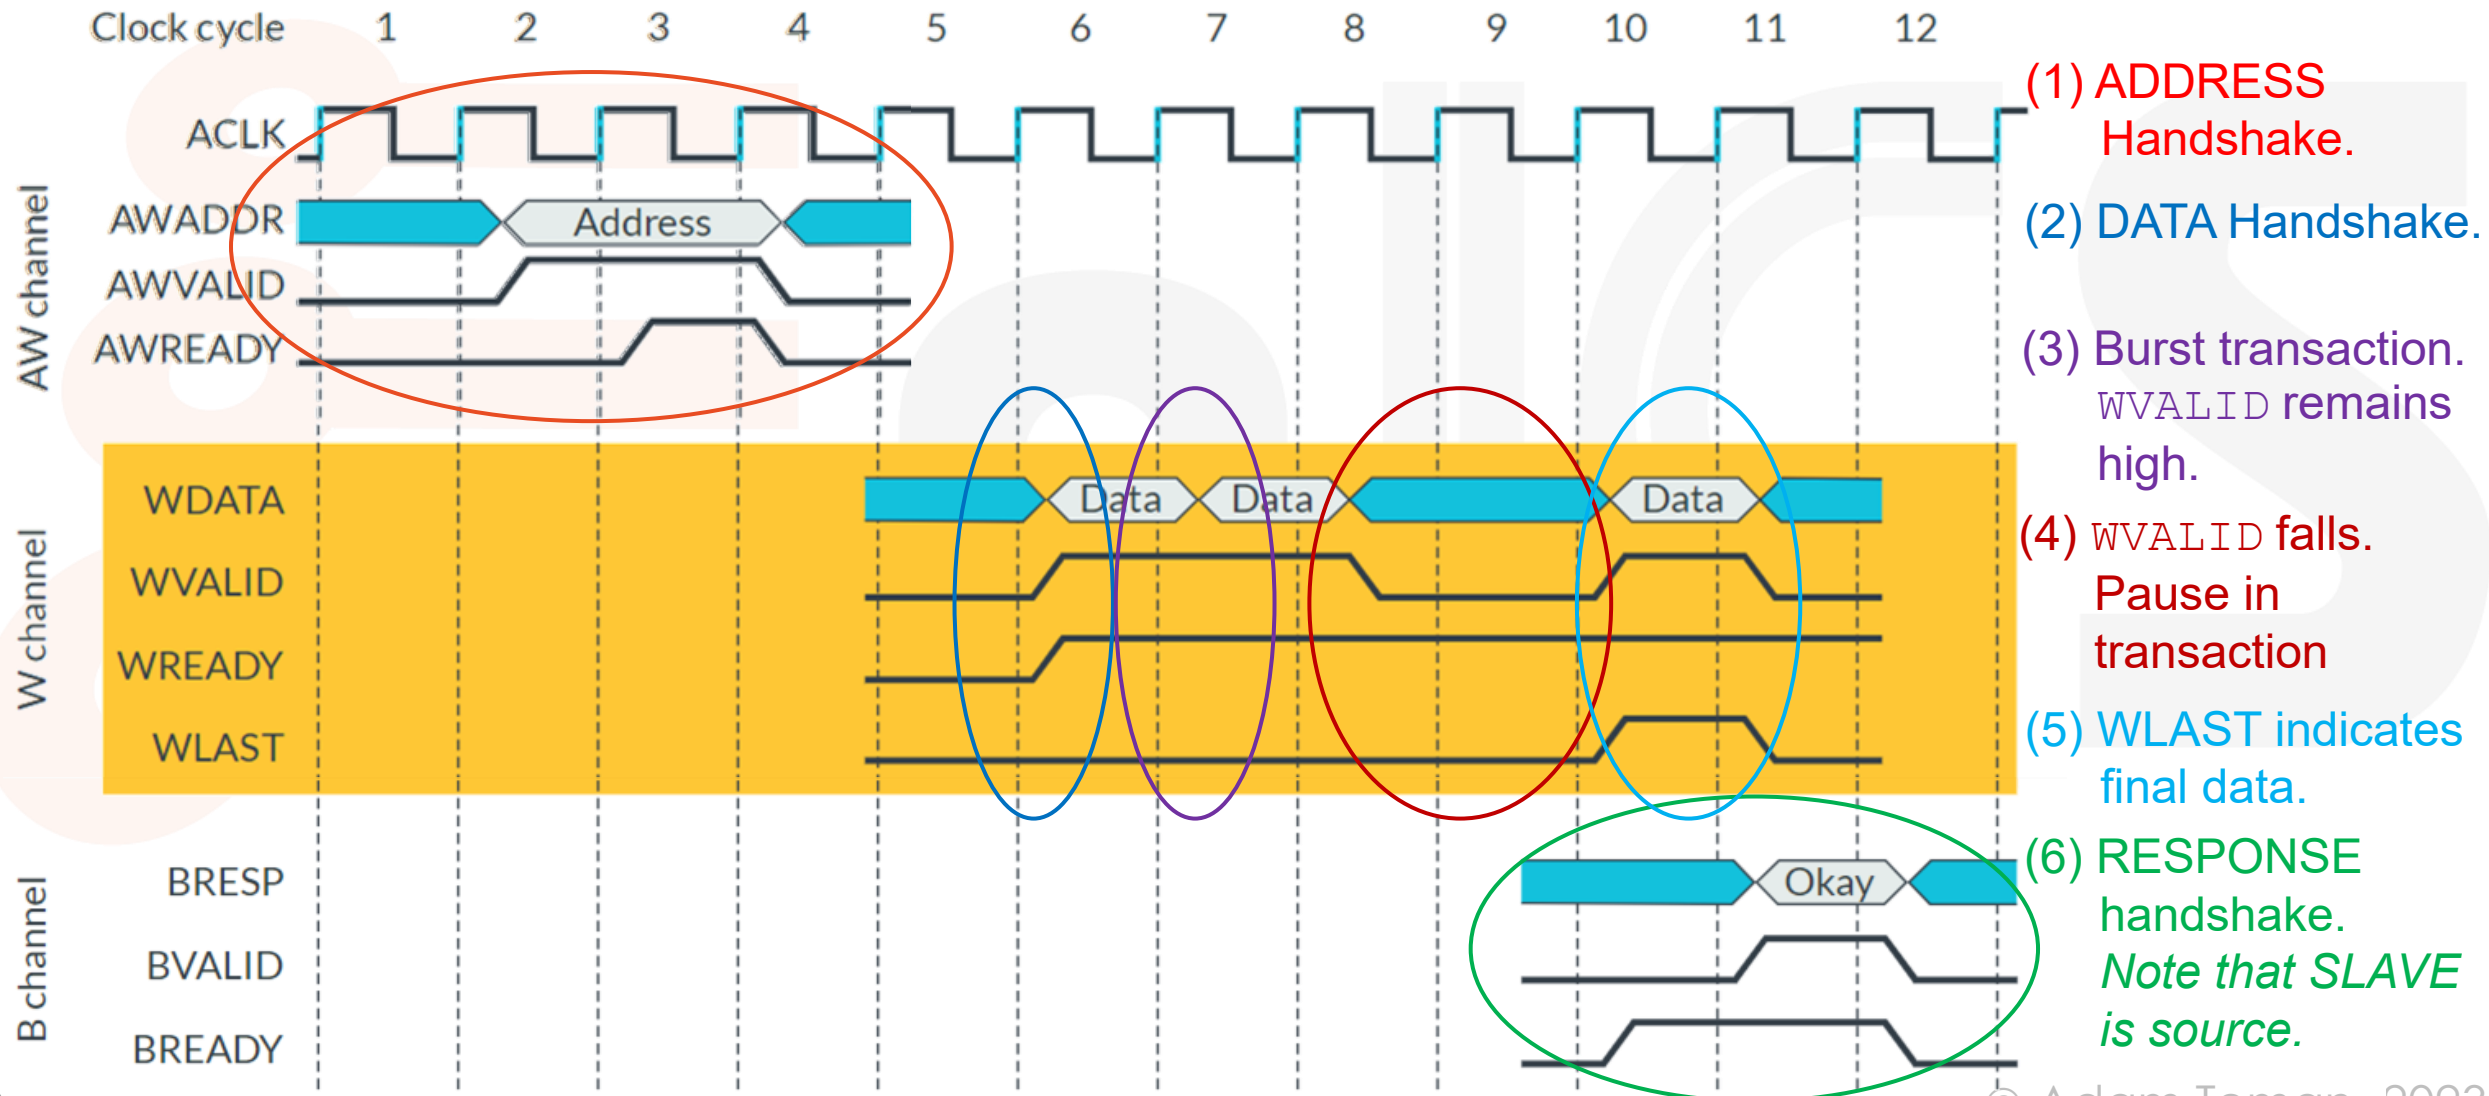 Clock cycle 1 2 3 4 5 6 7 8 9 10 11 12
ACLK
AW channel
AWADDR Address
AWVALID
AWREADY
W channel
WDATA Data Data Data
WVALID
WREADY
WLAST
B channel
BRESP Okay
BVALID
BREADY
(1) ADDRESS
Handshake.
(2) DATA Handshake.
(3) Burst transaction.
WVALID remains
high.
(4) WVALID falls.
Pause in
transaction
(5) WLAST indicates
final data.
(6) RESPONSE
handshake.
Note that SLAVE
is source.